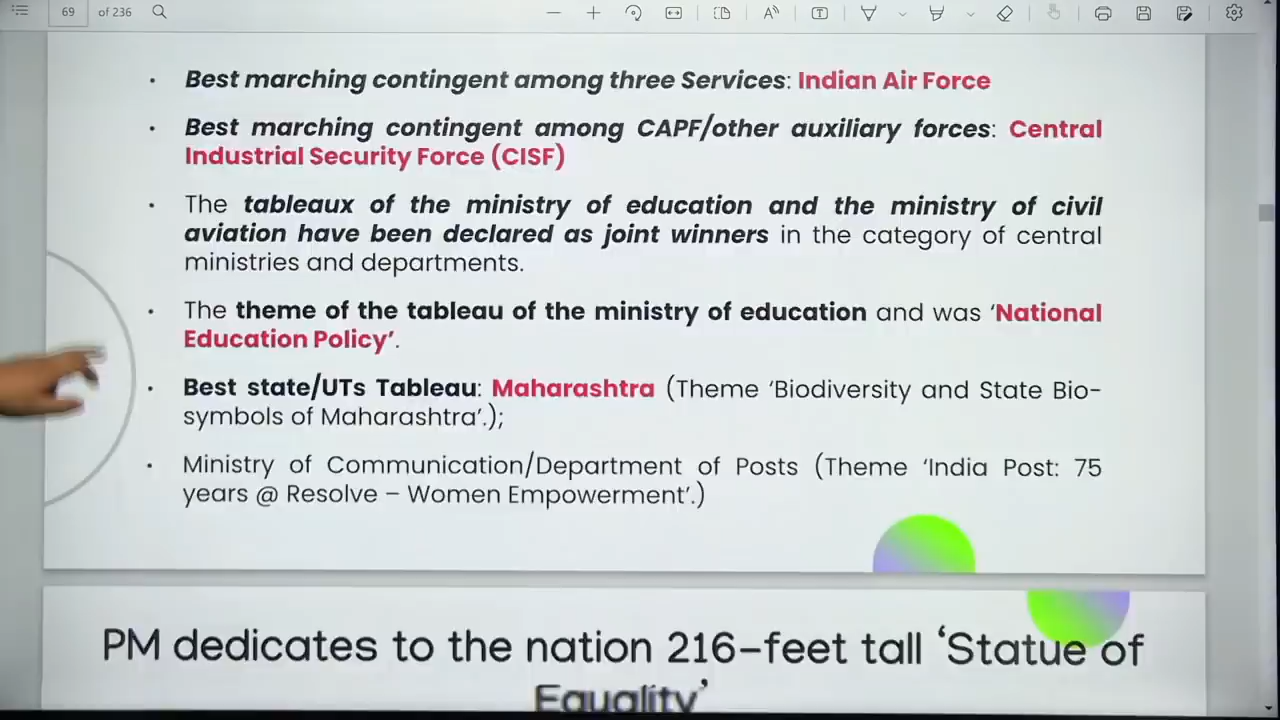 69 of 236
Best marching contingent among three Services: Indian Air Force
Best marching contingent among CAPF/other auxiliary forces: Central
Industrial Security Force (CISF)
The tableaux of the ministry of education and the ministry of civil
aviation have been declared as joint winners in the category of central
ministries and departments.
The theme of the tableau of the ministry of education and was ‘National
Education Policy’.
Best state/UTs Tableau: Maharashtra (Theme ‘Biodiversity and State Bio-
symbols of Maharashtra’.);
Ministry of Communication/Department of Posts (Theme ‘India Post: 75
years @ Resolve – Women Empowerment’.)
PM dedicates to the nation 216-feet tall ‘Statue of
Equality’